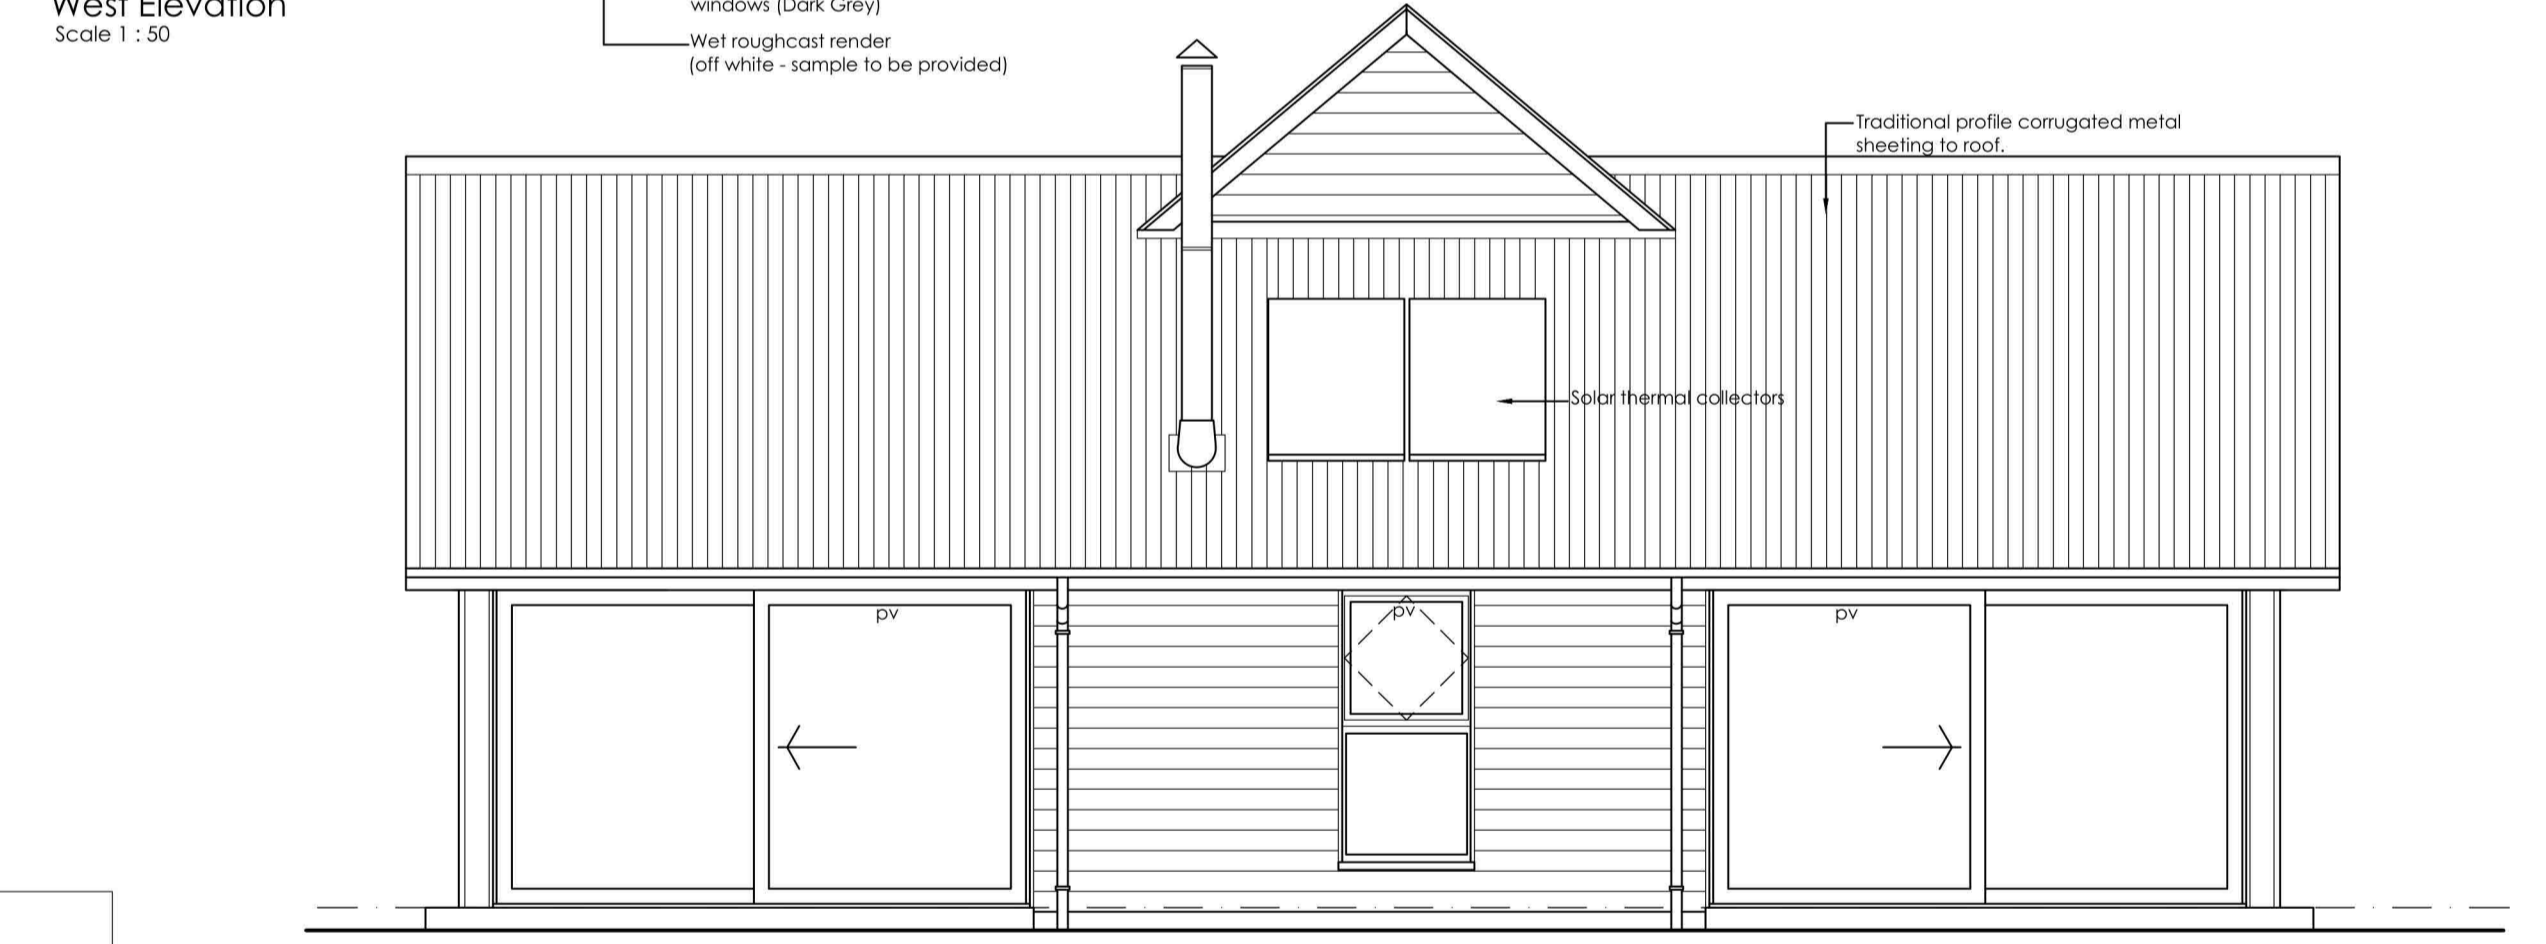 West Elevation
Scale 1 : 50
windows (Dark Grey)
Wet roughcast render
(off white - sample to be provided)
Traditional profile corrugated metal
sheeting to roof.
Solar thermal collectors
pv
pv
pv